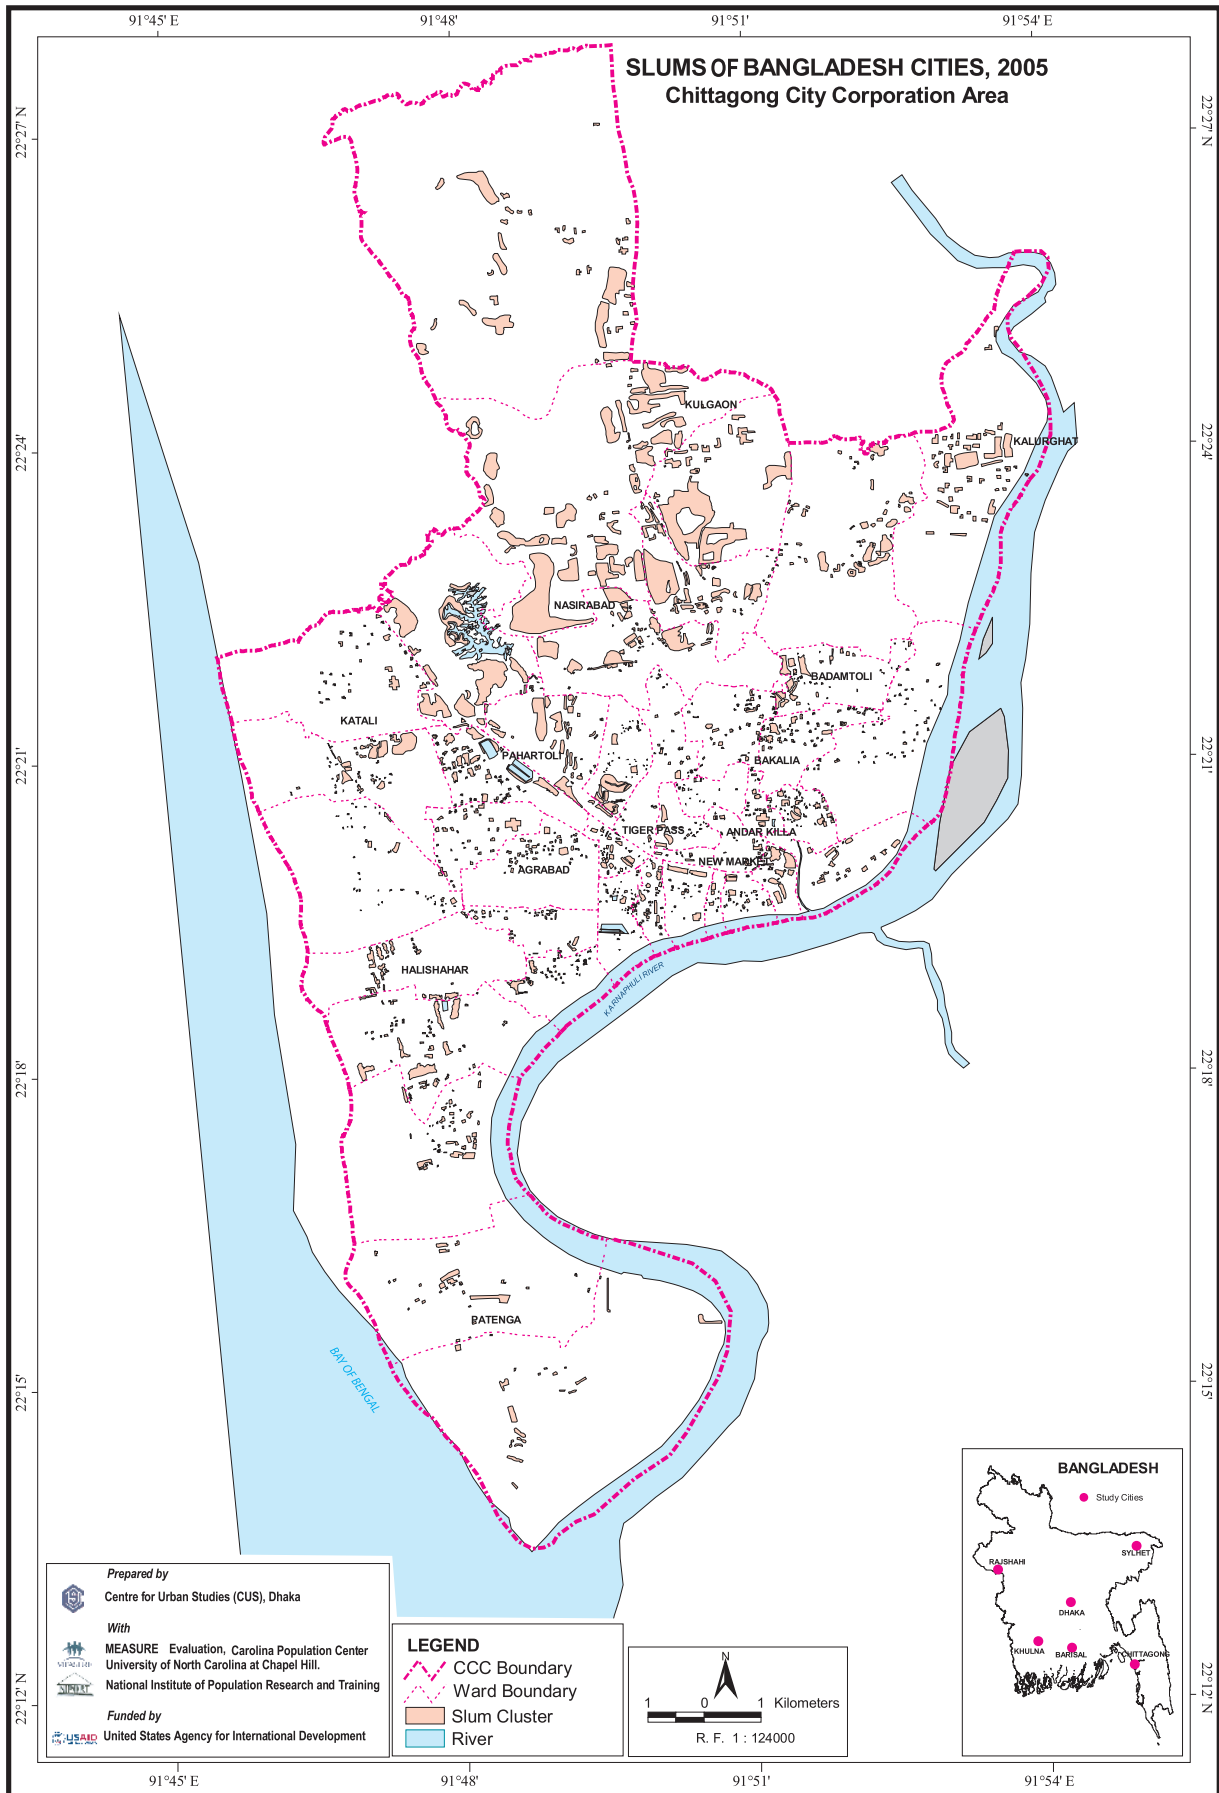 91°45' E
91°48'
91°51'
91°54' E
SLUMS OF BANGLADESH CITIES, 2005
Chittagong City Corporation Area
22°27' N
22°27' N
KULGAON
KALURGHAT
22°24'
22°24'
NASIRABAD
BADAMTOLI
KATALI
PAHARTOLI
BAKALIA
22°21'
22°21'
TIGER PASS
ANDAR KILLA
NEW MARKET
AGRABAD
HALISHAHAR
KARNAPHULI RIVER
22°18'
22°18'
PATENGA
BAY OF BENGAL
22°15'
22°15'
BANGLADESH
Study Cities
SYLHET
RAJSHAHI
DHAKA
KHULNA
BARISAL
CHITTAGONG
Prepared by
Centre for Urban Studies (CUS), Dhaka
With
MEASURE Evaluation, Carolina Population Center
University of North Carolina at Chapel Hill.
National Institute of Population Research and Training
Funded by
USAID
United States Agency for International Development
LEGEND
CCC Boundary
Ward Boundary
Slum Cluster
River
N
1 0 1 Kilometers
R. F. 1 : 124000
22°12' N
22°12' N
91°45' E
91°48'
91°51'
91°54' E